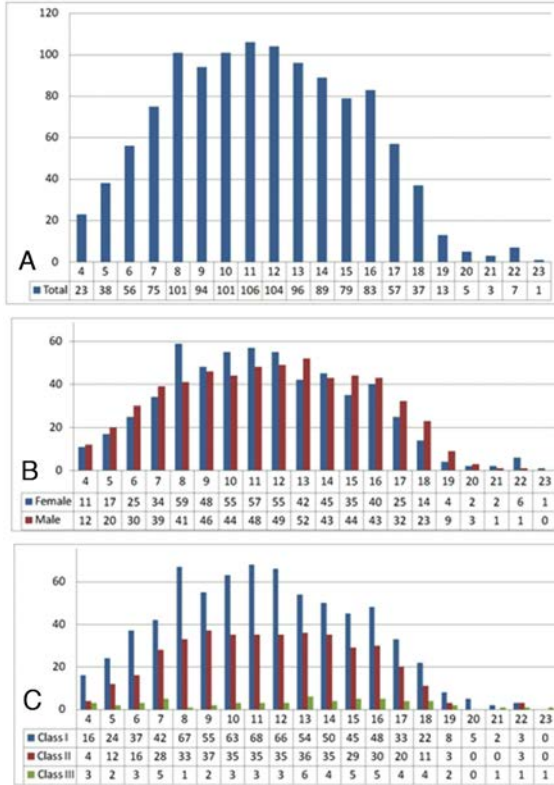 120
100
80
60
40
20
0
A
4 5 6 7 8 9 10 11 12 13 14 15 16 17 18 19 20 21 22 23
Total 23 38 56 75 101 94 101 106 104 96 89 79 83 57 37 13 5 3 7 1
60
40
20
0
B
4 5 6 7 8 9 10 11 12 13 14 15 16 17 18 19 20 21 22 23
Female 11 17 25 34 59 48 55 57 55 42 45 35 40 25 14 4 2 2 6 1
Male 12 20 30 39 41 46 44 48 49 52 43 44 43 32 23 9 3 1 1 0
60
40
20
0
C
4 5 6 7 8 9 10 11 12 13 14 15 16 17 18 19 20 21 22 23
Class I 16 24 37 42 67 55 63 68 66 54 50 45 48 33 22 8 5 2 3 0
Class II 4 12 16 28 33 37 35 35 35 36 35 29 30 20 11 3 0 0 3 0
Class III 3 2 3 5 1 2 3 3 3 6 4 5 5 4 4 2 0 1 1 1